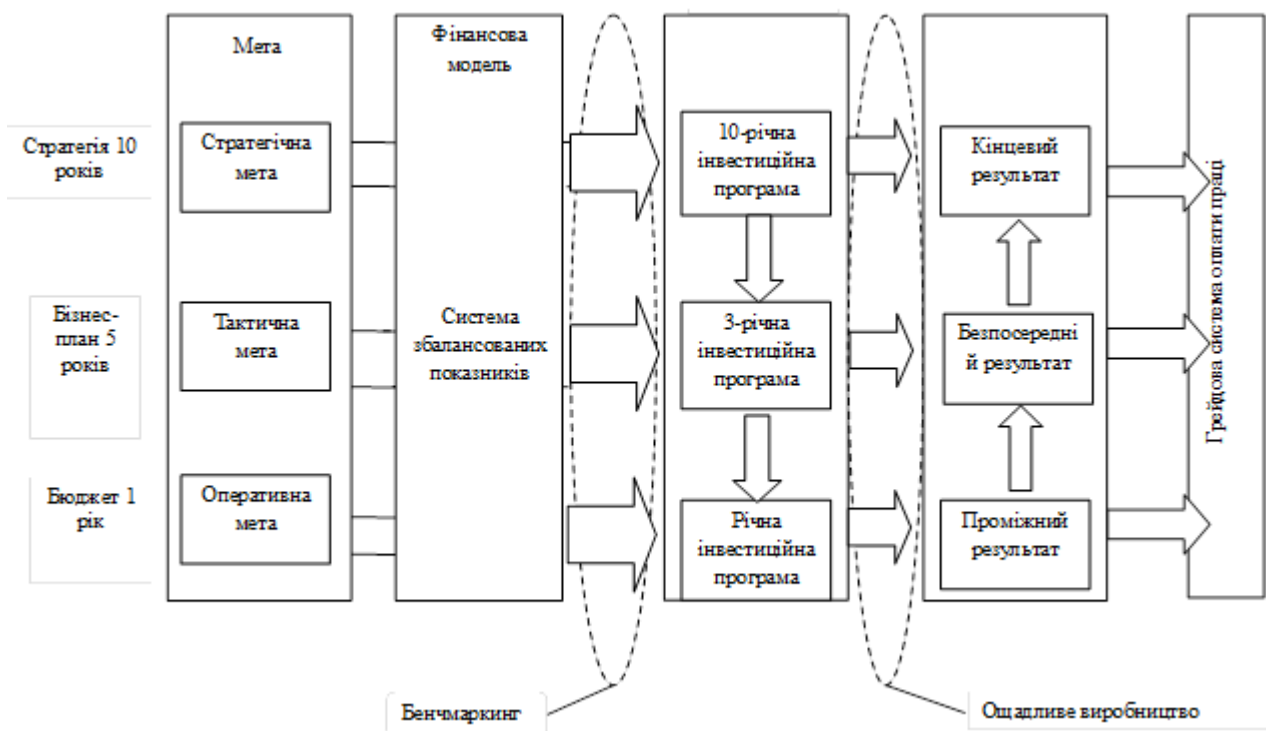 Мета
Фінансова
модель
Стратегія 10
років
Стратегічна
мета
10-річна
інвестиційна
програма
Кінцевий
результат
Бізнес-
план 5
років
Тактична
мета
Система
збалансованих
показників
3-річна
інвестиційна
програма
Безпосередні
й результат
Бюджет 1
рік
Оперативна
мета
Річна
інвестиційна
програма
Проміжний
результат
Грейдова система оплати праці
Бенчмаркинг
Ощадливе виробництво